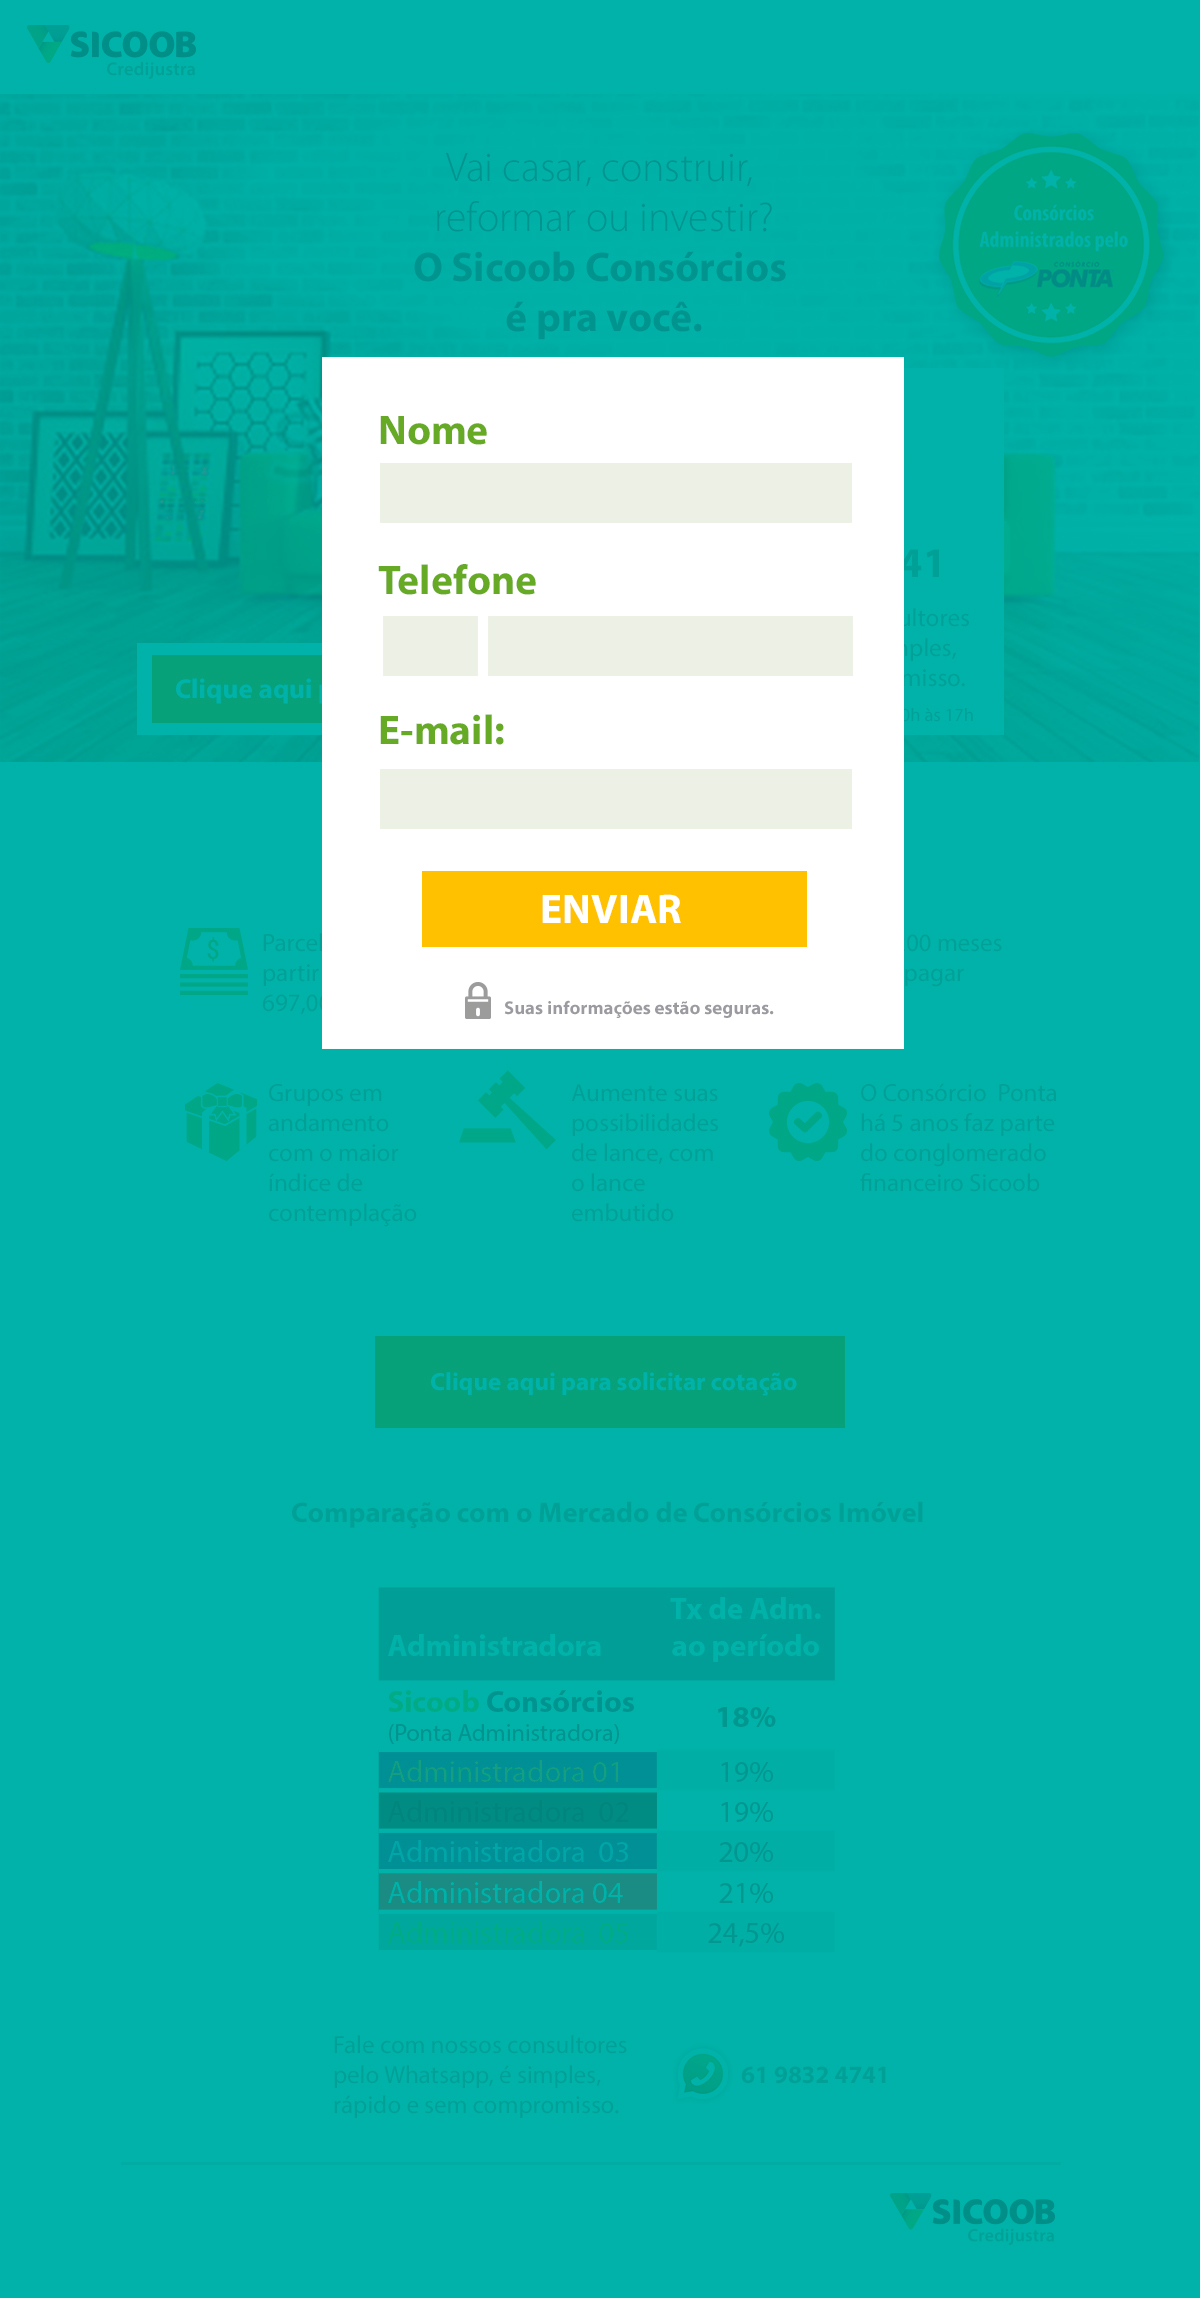 SICOOB
Credijustra
Vai casar, construir,
reformar ou investir?
O Sicoob Consórcios
é pra você.
Consórcios
Administrados pelo
CONSÓRCIO
PONTA
Nome
Telefone
41
ultores
ples,
misso.
Clique aqui
0h às 17h
E-mail:
ENVIAR
Suas informações estão seguras.
$
Parcel
partir
697,0
00 meses
pagar
Grupos em
andamento
com o maior
índice de
contemplação
Aumente suas
possibilidades
de lance, com
o lance
embutido
O Consórcio Ponta
há 5 anos faz parte
do conglomerado
financeiro Sicoob
Clique aqui para solicitar cotação
Comparação com o Mercado de Consórcios Imóvel
Administradora
Tx de Adm.
ao período
Sicoob Consórcios
(Ponta Administradora)
18%
Administradora 01 19%
Administradora 02 19%
Administradora 03 20%
Administradora 04 21%
24,5%
Fale com nossos consultores
pelo Whatsapp, é simples,
rápido e sem compromisso.
61 9832 4741
SICOOB
Credijustra